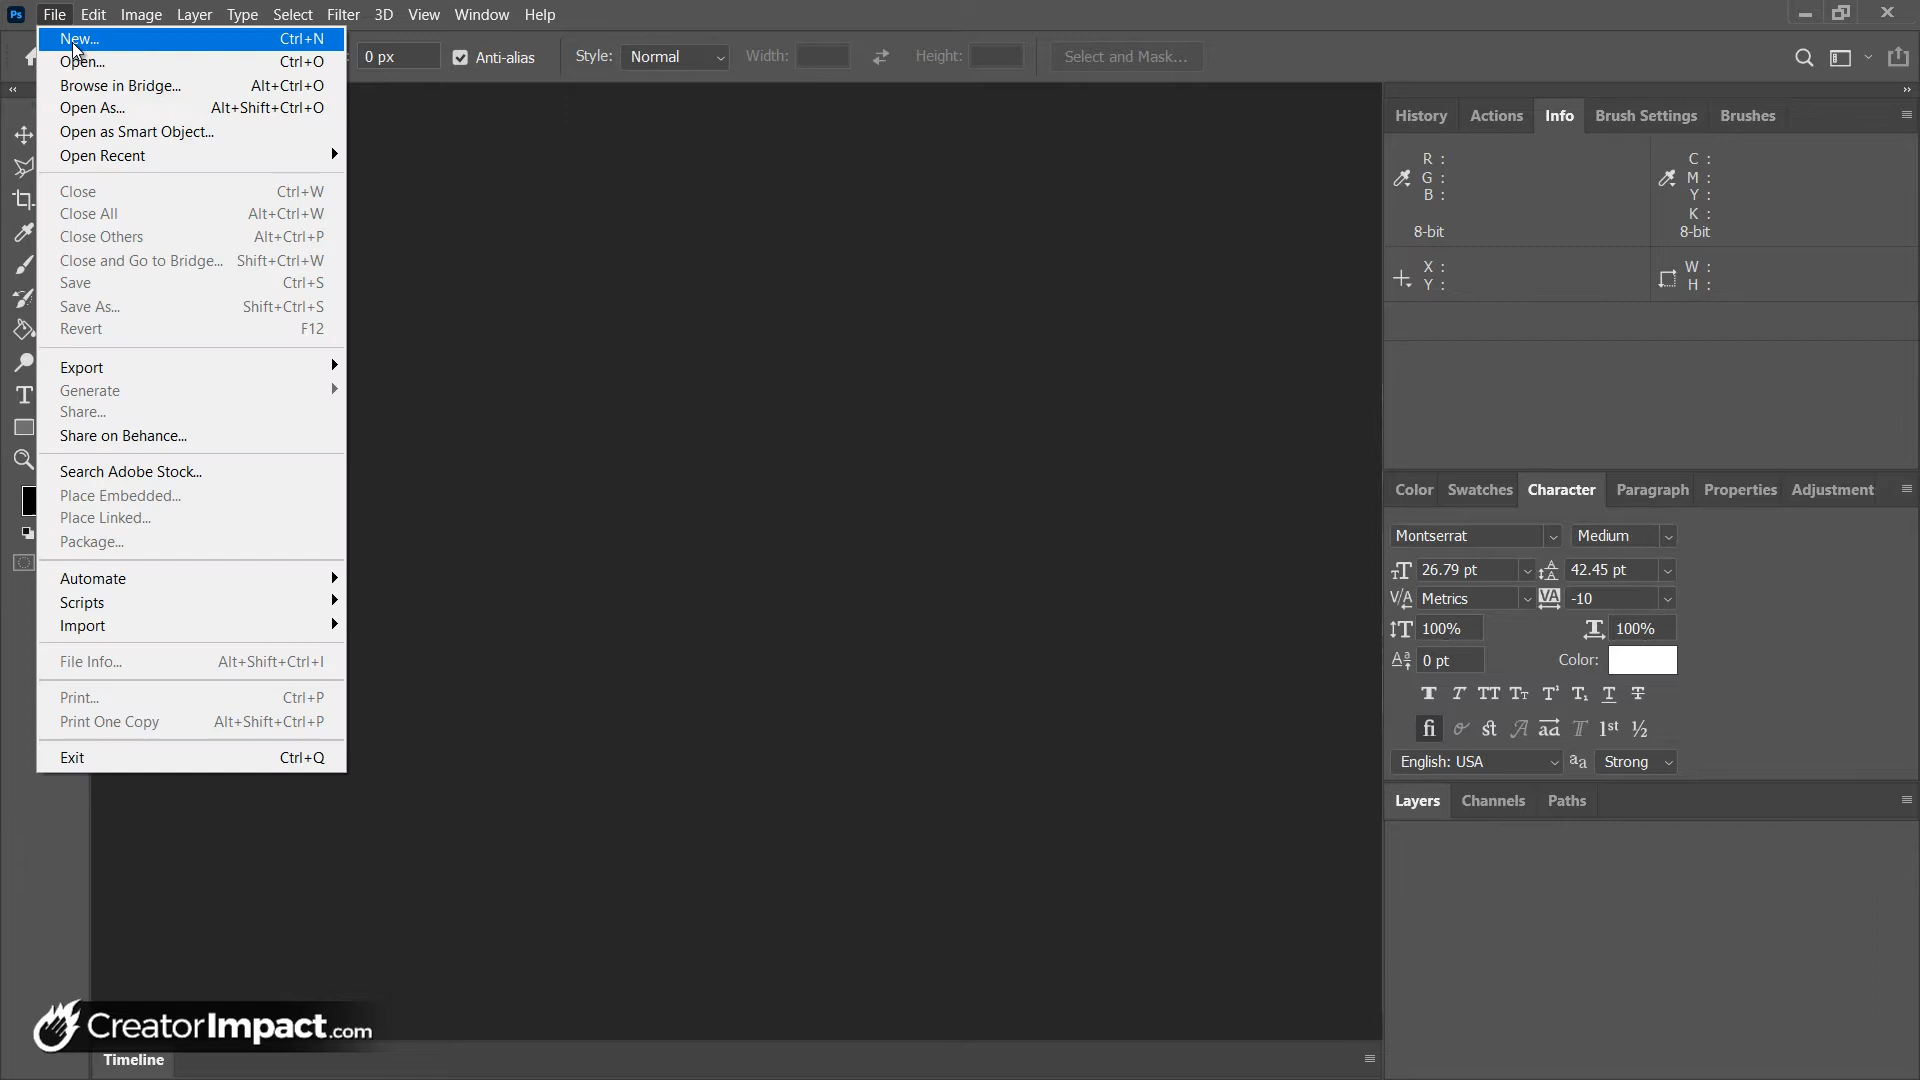 Ps File Edit Image Layer Type Select Filter 3D View Window Help
0 px Anti-alias Style: Normal Width: Height: Select and Mask...
New... Ctrl+N
Open... Ctrl+O
Browse in Bridge... Alt+Ctrl+O
Open As... Alt+Shift+Ctrl+O
Open as Smart Object...
Open Recent
Close Ctrl+W
Close All Alt+Ctrl+W
Close Others Alt+Ctrl+P
Close and Go to Bridge... Shift+Ctrl+W
Save Ctrl+S
Save As... Shift+Ctrl+S
Revert F12
Export
Generate
Share...
Share on Behance...
Search Adobe Stock...
Place Embedded...
Place Linked...
Package...
Automate
Scripts
Import
File Info... Alt+Shift+Ctrl+I
Print... Ctrl+P
Print One Copy Alt+Shift+Ctrl+P
Exit Ctrl+Q
History Actions Info Brush Settings Brushes
R : C :
G : M :
B : Y :
K :
8-bit 8-bit
X : W :
Y : H :
Color Swatches Character Paragraph Properties Adjustment
Montserrat Medium
26.79 pt 42.45 pt
Metrics -10
100% 100%
0 pt Color:
English: USA Strong
Layers Channels Paths
CreatorImpact.com
Timeline